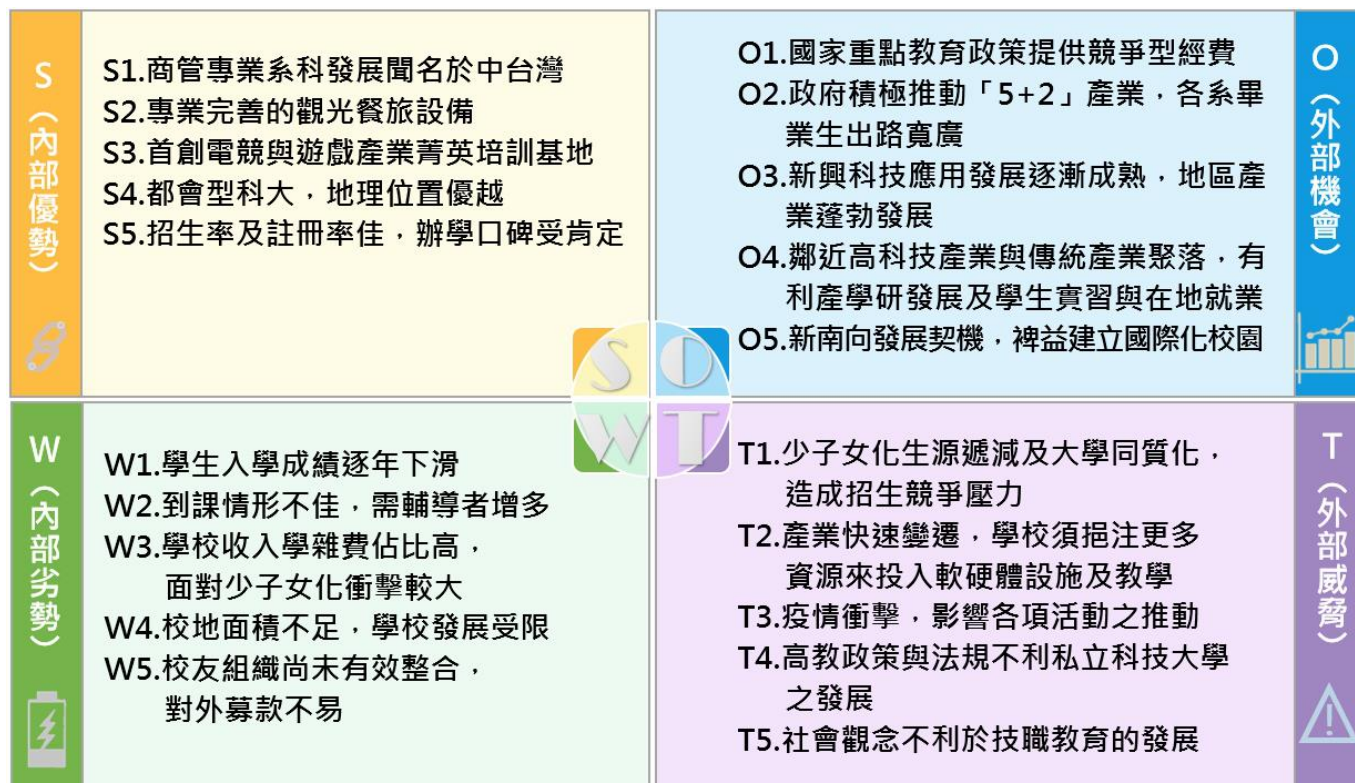 S（內部優勢）
S1.商管專業系科發展聞名於中台灣
S2.專業完善的觀光餐旅設備
S3.首創電競與遊戲產業菁英培訓基地
S4.都會型科大，地理位置優越
S5.招生率及註冊率佳，辦學口碑受肯定
O（外部機會）
O1.國家重點教育政策提供競爭型經費
O2.政府積極推動「5+2」產業，各系畢
業生出路寬廣
O3.新興科技應用發展逐漸成熟，地區產
業蓬勃發展
O4.鄰近高科技產業與傳統產業聚落，有
利產學研發展及學生實習與在地就業
O5.新南向發展契機，裨益建立國際化校園
S
O
W
T
W（內部劣勢）
W1.學生入學成績逐年下滑
W2.到課情形不佳，需輔導者增多
W3.學校收入學雜費佔比高，
面對少子女化衝擊較大
W4.校地面積不足，學校發展受限
W5.校友組織尚未有效整合，
對外募款不易
T（外部威脅）
T1.少子女化生源遞減及大學同質化，
造成招生競爭壓力
T2.產業快速變遷，學校須挹注更多
資源來投入軟硬體設施及教學
T3.疫情衝擊，影響各項活動之推動
T4.高教政策與法規不利私立科技大學
之發展
T5.社會觀念不利於技職教育的發展